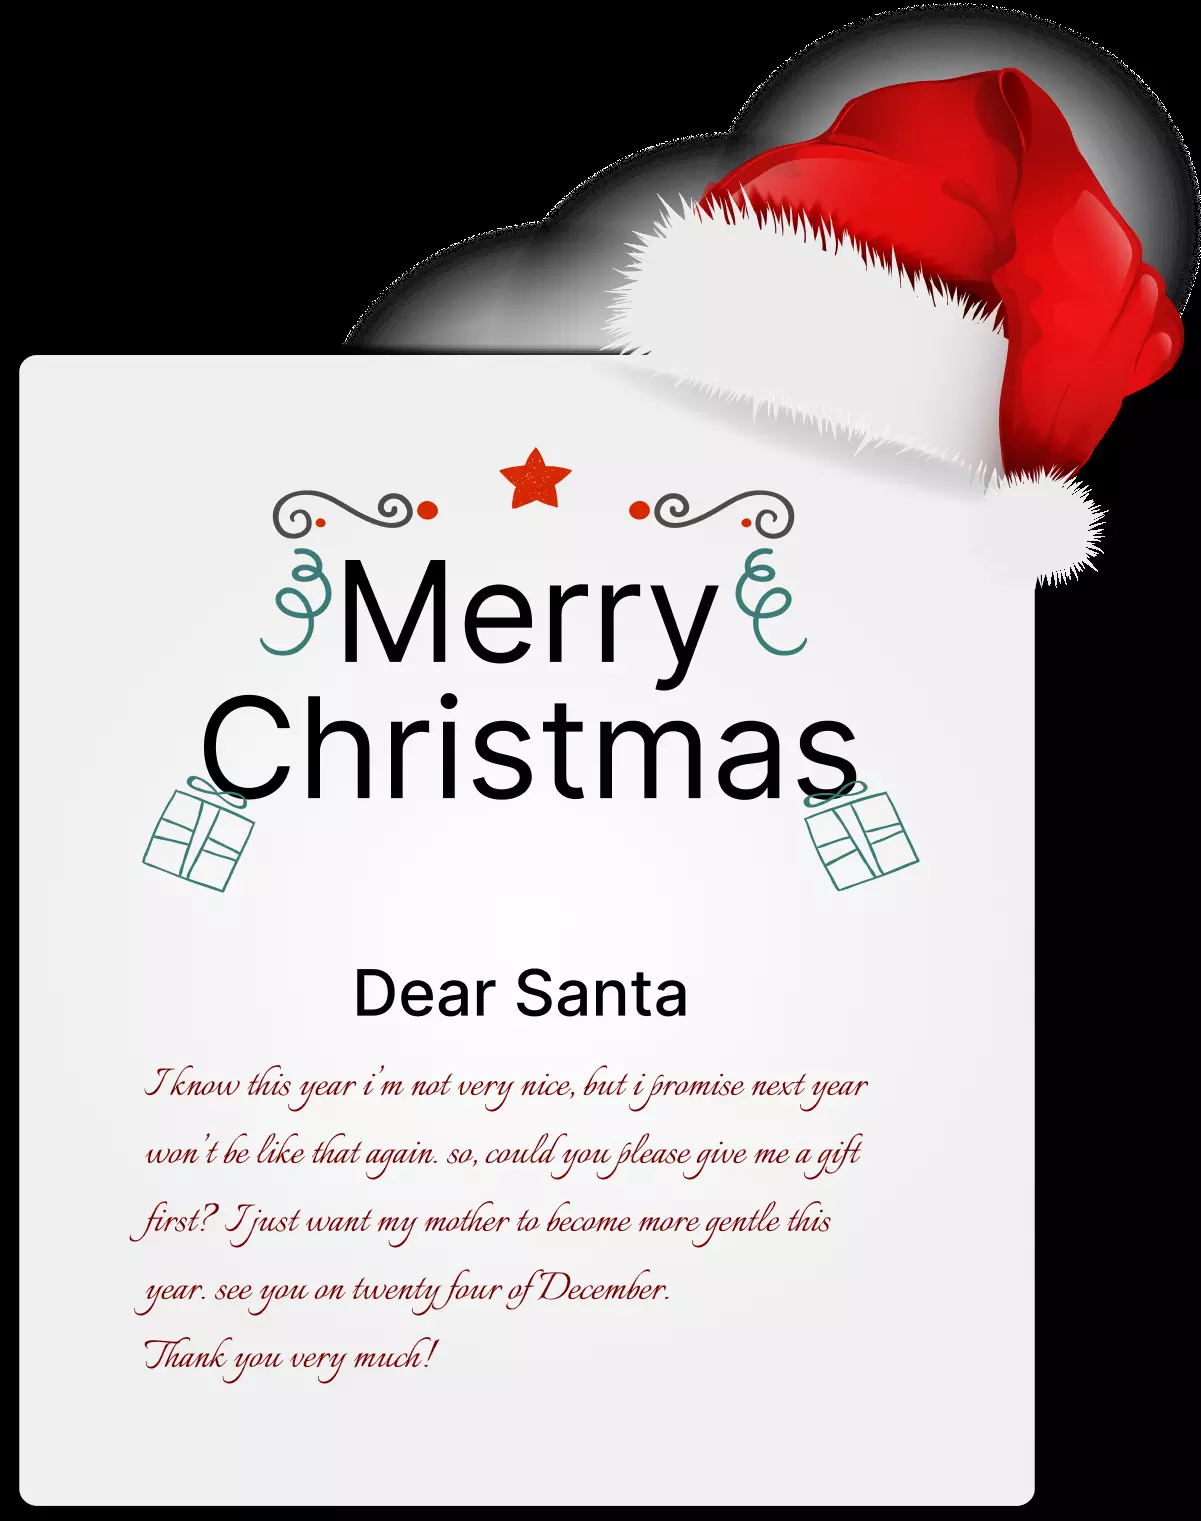 Merry
Christmas
Dear Santa
I know this year i'm not very nice, but i promise next year
won't be like that again. so, could you please give me a gift
first? I just want my mother to become more gentle this
year. see you on twenty four of December.
Thank you very much!